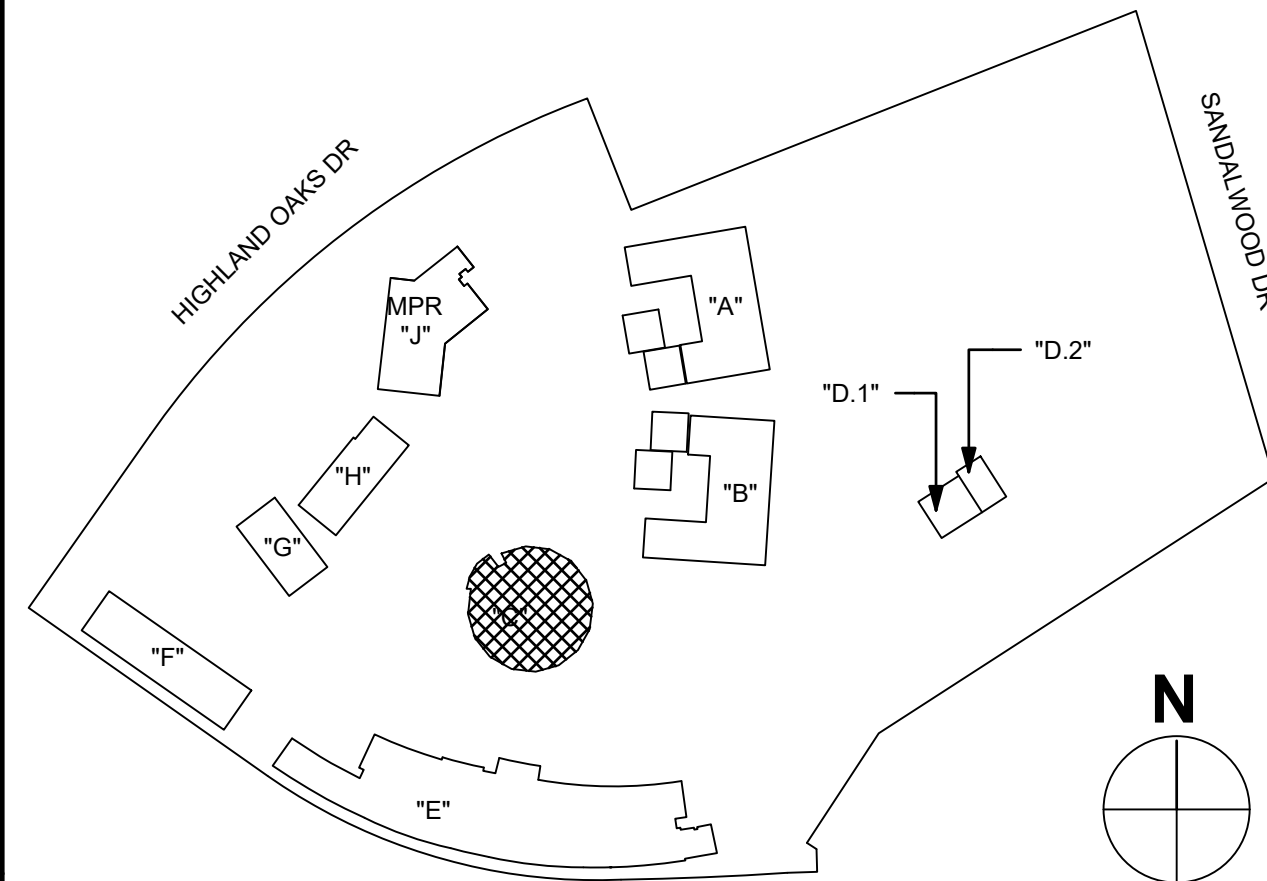 HIGHLAND OAKS DR
SANDALWOOD DR
MPR
"J"
"A"
"D.2"
"D.1"
"H"
"B"
"G"
"C"
"F"
"E"
N